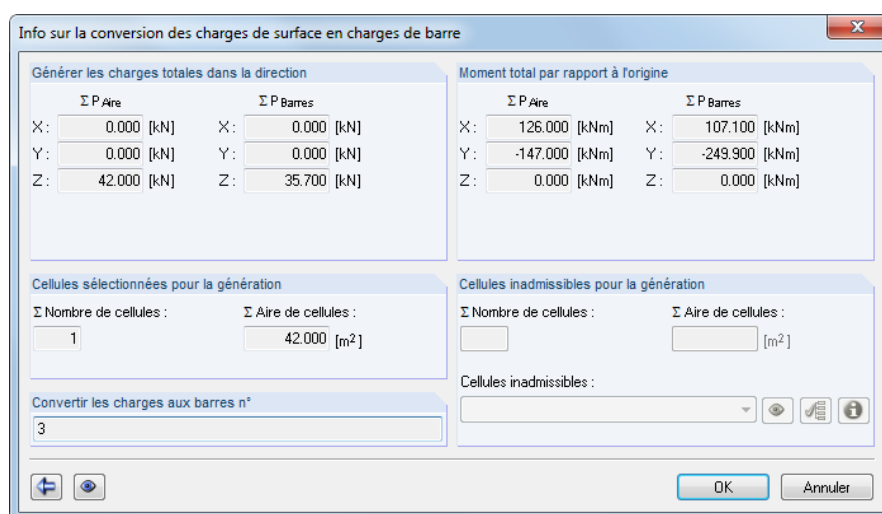 Info sur la conversion des charges de surface en charges de barre
Générer les charges totales dans la direction
Σ P Aire Σ P Barres
X : 0.000 [kN] X : 0.000 [kN]
Y : 0.000 [kN] Y : 0.000 [kN]
Z : 42.000 [kN] Z : 35.700 [kN]
Moment total par rapport à l'origine
Σ P Aire Σ P Barres
X : 126.000 [kNm] X : 107.100 [kNm]
Y : -147.000 [kNm] Y : -249.900 [kNm]
Z : 0.000 [kNm] Z : 0.000 [kNm]
Cellules sélectionnées pour la génération
Σ Nombre de cellules : Σ Aire de cellules :
1 42.000 [m²]
Cellules inadmissibles pour la génération
Σ Nombre de cellules : Σ Aire de cellules :
[m²]
Cellules inadmissibles :
Convertir les charges aux barres n°
3
OK Annuler